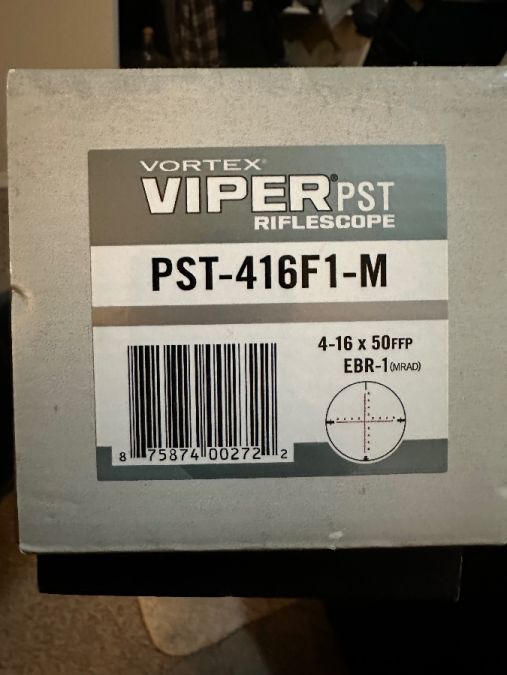 VORTEX®
VIPER® PST
RIFLESCOPE
PST-416F1-M
4-16 x 50FFP
EBR-1(MRAD)
8 75874 00272 2